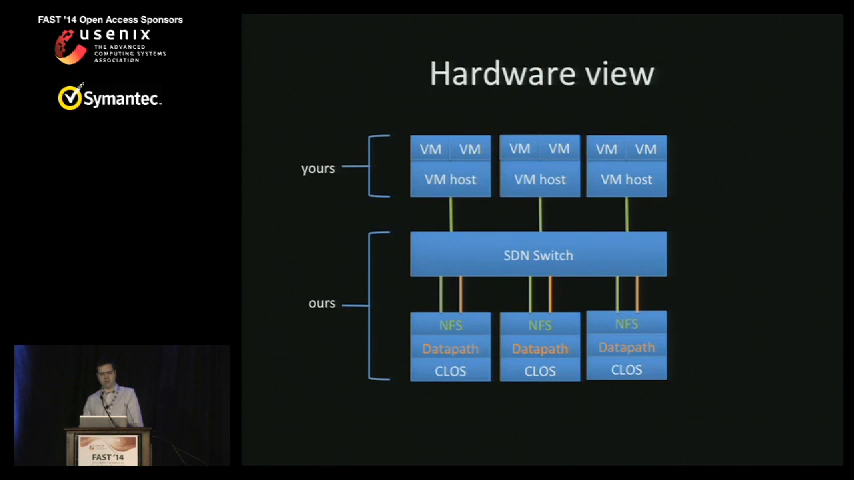 FAST '14 Open Access Sponsors
usenix
THE ADVANCED
COMPUTING SYSTEMS
ASSOCIATION
Symantec.
Hardware view
yours
VM VM VM VM VM VM
VM host VM host VM host
SDN Switch
ours
NFS NFS NFS
Datapath Datapath Datapath
CLOS CLOS CLOS
FAST '14